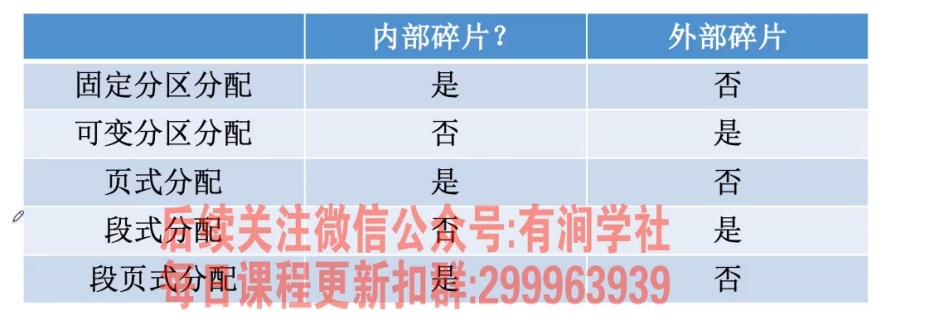 内部碎片? 外部碎片
固定分区分配 是 否
可变分区分配 否 是
页式分配 是 否
段式分配 否 是
后续关注微信公众号:有涧学社
段页式分配 是 否
每日课程更新扣群:299963939